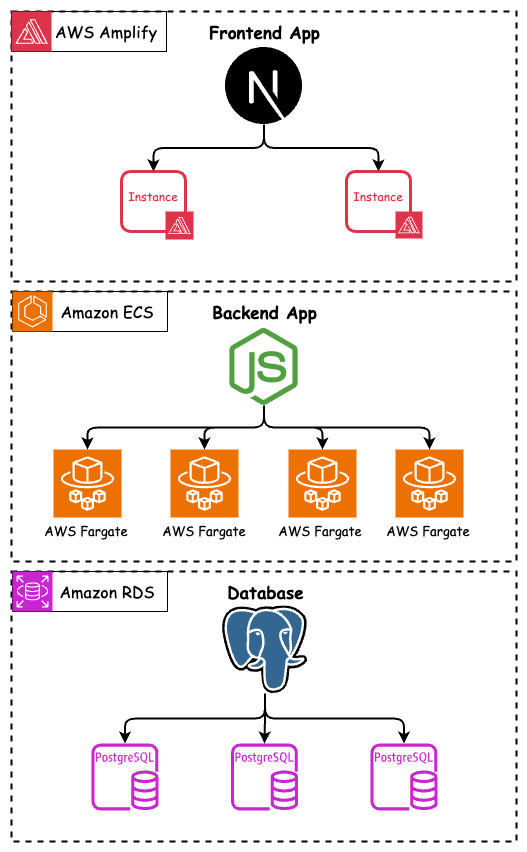 AWS Amplify
Frontend App
Instance
Instance
Amazon ECS
Backend App
JS
AWS Fargate
AWS Fargate
AWS Fargate
AWS Fargate
Amazon RDS
Database
PostgreSQL
PostgreSQL
PostgreSQL